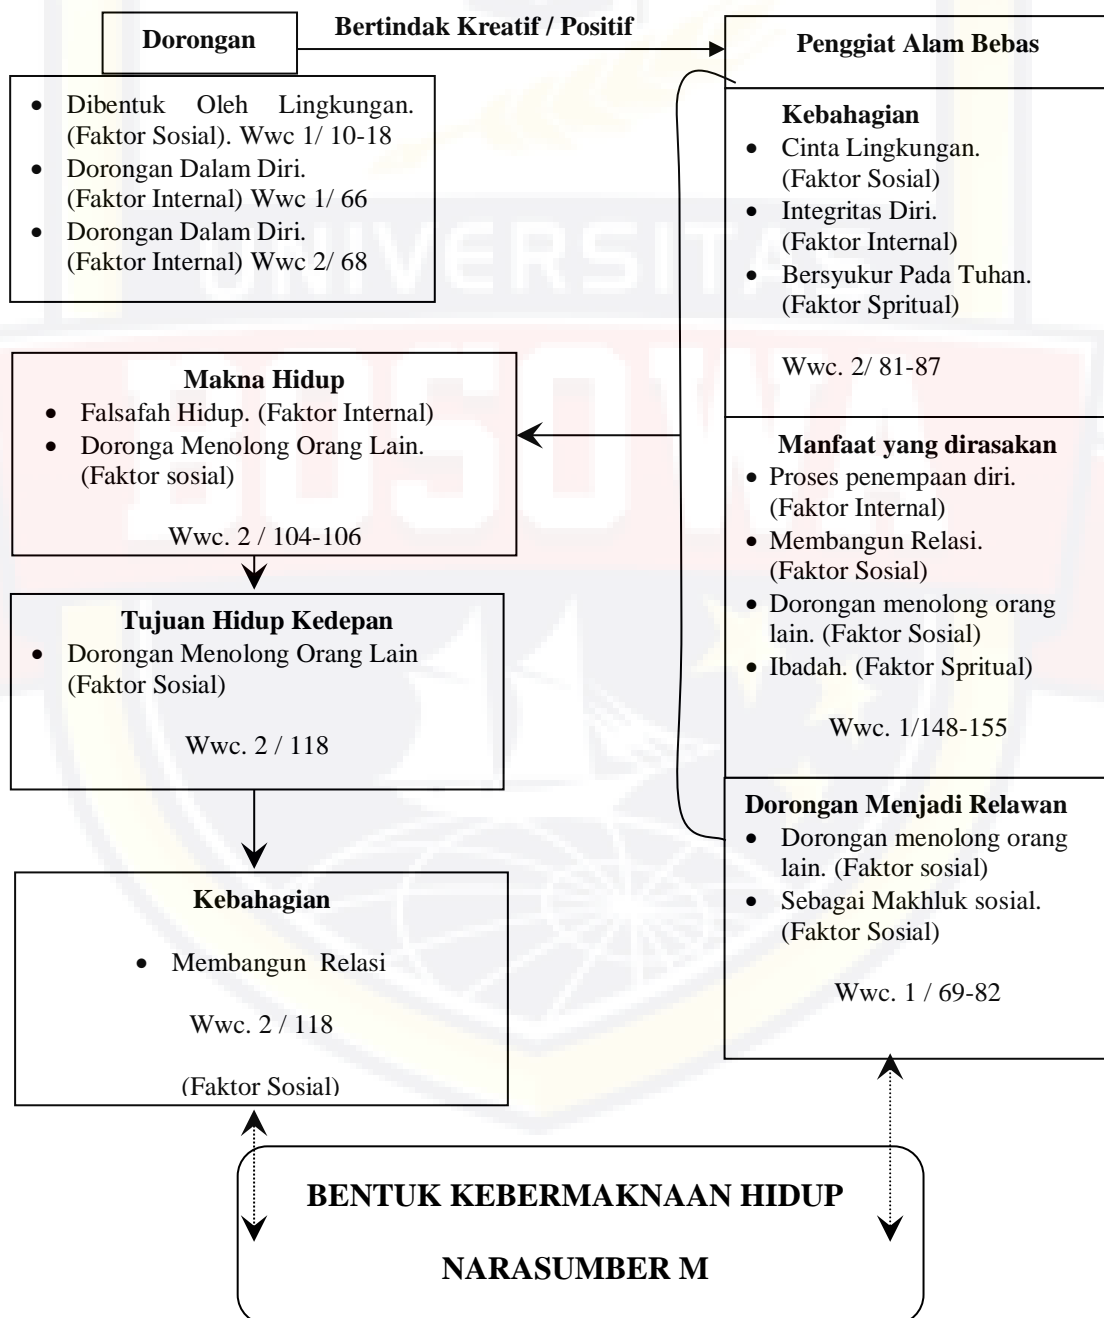 Dorongan
Bertindak Kreatif / Positif
Penggiat Alam Bebas
• Dibentuk Oleh Lingkungan.
(Faktor Sosial). Wwc 1/ 10-18
• Dorongan Dalam Diri.
(Faktor Internal) Wwc 1/ 66
• Dorongan Dalam Diri.
(Faktor Internal) Wwc 2/ 68
Kebahagian
• Cinta Lingkungan.
(Faktor Sosial)
• Integritas Diri.
(Faktor Internal)
• Bersyukur Pada Tuhan.
(Faktor Spritual)
Wwc. 2/ 81-87
Manfaat yang dirasakan
• Proses penempaan diri.
(Faktor Internal)
• Membangun Relasi.
(Faktor Sosial)
• Dorongan menolong orang
lain. (Faktor Sosial)
• Ibadah. (Faktor Spritual)
Wwc. 1/148-155
Dorongan Menjadi Relawan
• Dorongan menolong orang
lain. (Faktor sosial)
• Sebagai Makhluk sosial.
(Faktor Sosial)
Wwc. 1 / 69-82
Makna Hidup
• Falsafah Hidup. (Faktor Internal)
• Doronga Menolong Orang Lain.
(Faktor sosial)
Wwc. 2 / 104-106
Tujuan Hidup Kedepan
• Dorongan Menolong Orang Lain
(Faktor Sosial)
Wwc. 2 / 118
Kebahagian
• Membangun Relasi
Wwc. 2 / 118
(Faktor Sosial)
BENTUK KEBERMAKNAAN HIDUP
NARASUMBER M
UNIVERSITAS
BOSOWA